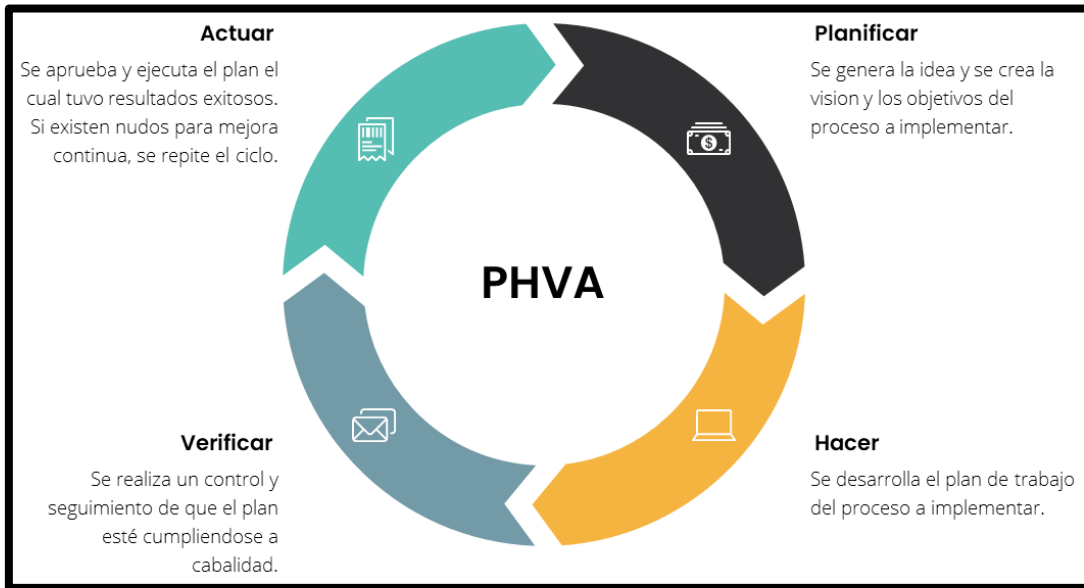 Actuar
Se aprueba y ejecuta el plan el
cual tuvo resultados exitosos.
Si existen nudos para mejora
continua, se repite el ciclo.
Planificar
Se genera la idea y se crea la
vision y los objetivos del
proceso a implementar.
$
PHVA
Verificar
Se realiza un control y
seguimiento de que el plan
esté cumpliendose a
cabalidad.
Hacer
Se desarrolla el plan de trabajo
del proceso a implementar.